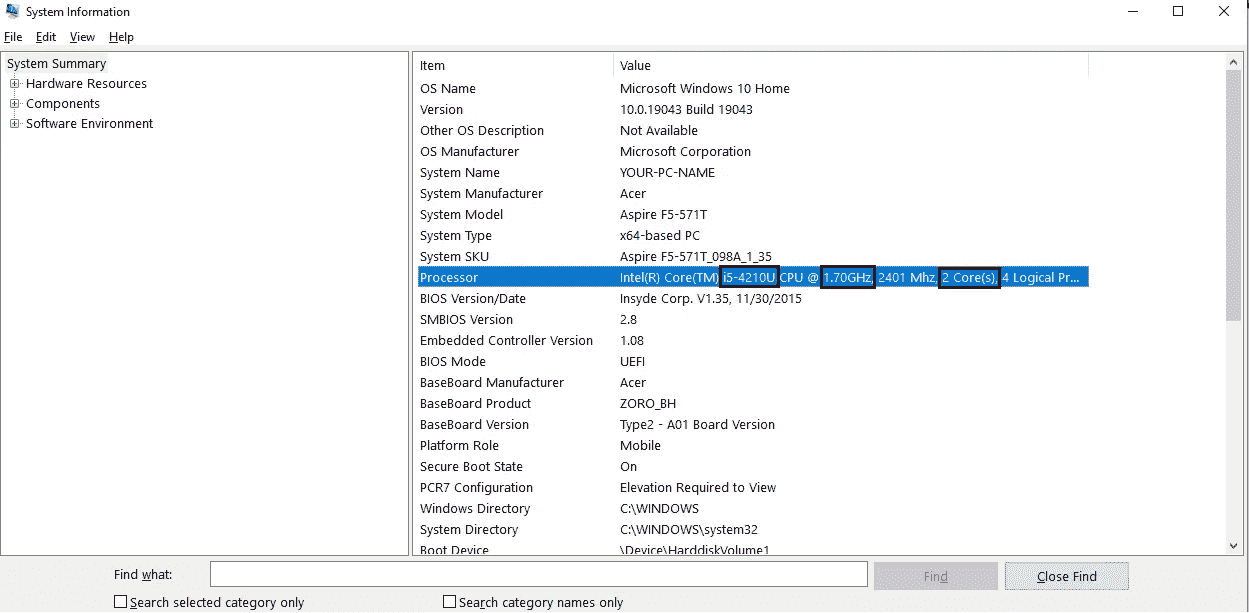 System Information
File Edit View Help
System Summary
Hardware Resources
Components
Software Environment
Item Value
OS Name Microsoft Windows 10 Home
Version 10.0.19043 Build 19043
Other OS Description Not Available
OS Manufacturer Microsoft Corporation
System Name YOUR-PC-NAME
System Manufacturer Acer
System Model Aspire F5-571T
System Type x64-based PC
System SKU Aspire F5-571T_098A_1_35
Processor Intel(R) Core(TM) i5-4210U CPU @ 1.70GHz, 2401 Mhz, 2 Core(s), 4 Logical Pr...
BIOS Version/Date Insyde Corp. V1.35, 11/30/2015
SMBIOS Version 2.8
Embedded Controller Version 1.08
BIOS Mode UEFI
BaseBoard Manufacturer Acer
BaseBoard Product ZORO_BH
BaseBoard Version Type2 - A01 Board Version
Platform Role Mobile
Secure Boot State On
PCR7 Configuration Elevation Required to View
Windows Directory C:\WINDOWS
System Directory C:\WINDOWS\system32
Boot Device \Device\HarddiskVolume1
Find what: Find Close Find
Search selected category only Search category names only